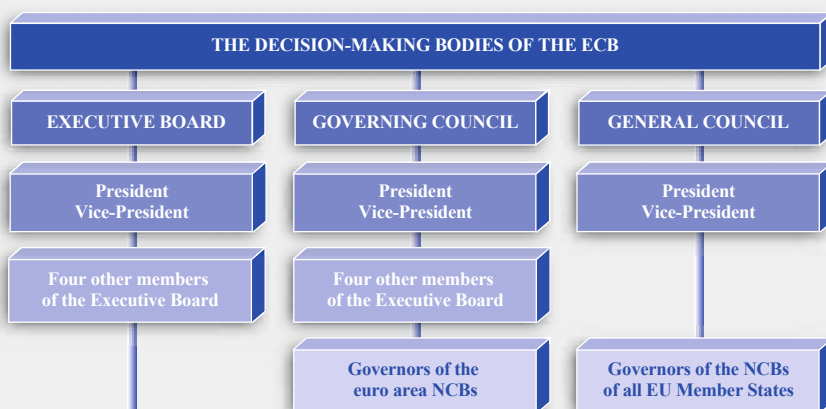 THE DECISION-MAKING BODIES OF THE ECB
EXECUTIVE BOARD
GOVERNING COUNCIL
GENERAL COUNCIL
President
Vice-President
President
Vice-President
President
Vice-President
Four other members
of the Executive Board
Four other members
of the Executive Board
Governors of the
euro area NCBs
Governors of the NCBs
of all EU Member States